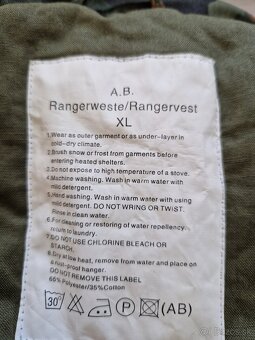 A.B.
Rangerweste/Rangervest
XL
1.Wear as outer garment or as under-layer in
cold-dry climate.
2.Brush snow or frost from garments before
entering heated shelters.
3.Do not expose to high temperature of a stove.
4.Machine washing. Wash in warm water with
mild detergent.
5.Hand washing. Wash in warm water using
mild detergent. DO NOT WRING OR TWIST.
Rinse in clean water.
6.For cleaning or restoring of water repellency,
return to laundry.
7.DO NOT USE CHLORINE BLEACH OR
STARCH.
8.Dry at low heat, remove from water and place on
a rust-proof hanger.
DO NOT REMOVE THIS LABEL
65% Polyester/35%Cotton
30° P (AB)